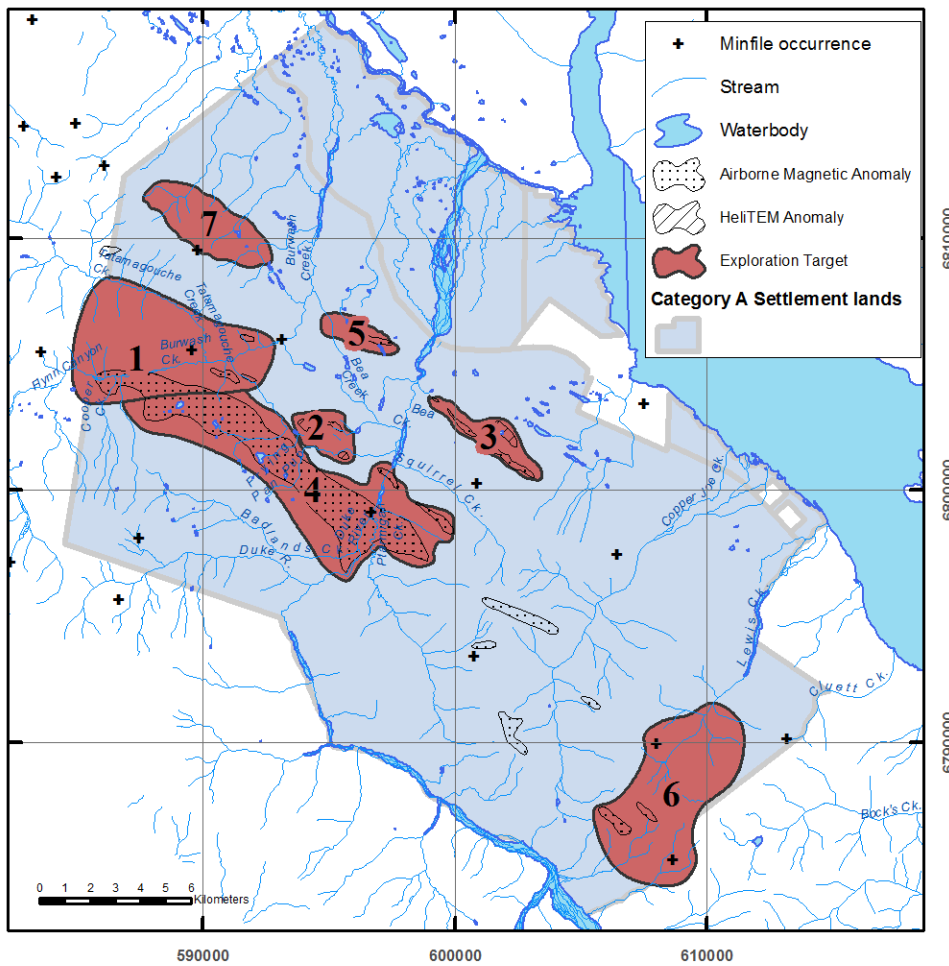 Minfile occurrence
Stream
Waterbody
Airborne Magnetic Anomaly
HeliTEM Anomaly
Exploration Target
Category A Settlement lands
7
Burwash
Creek
6810000
Tatamagouche
Ck.
Tatamagouche
Creek
5
Burwash
Ck.
1
Flynn Canyon
Cooper
Ck.
Bea
Creek
Bea
Ck.
2
3
Squirrel Ck.
6800000
4
Copper Joe Ck.
Badlands Ck.
Duke R.
Lewis Ck.
Cluett Ck.
6790000
6
Bock's Ck.
0 1 2 3 4 5 6
Kilometers
590000 600000 610000